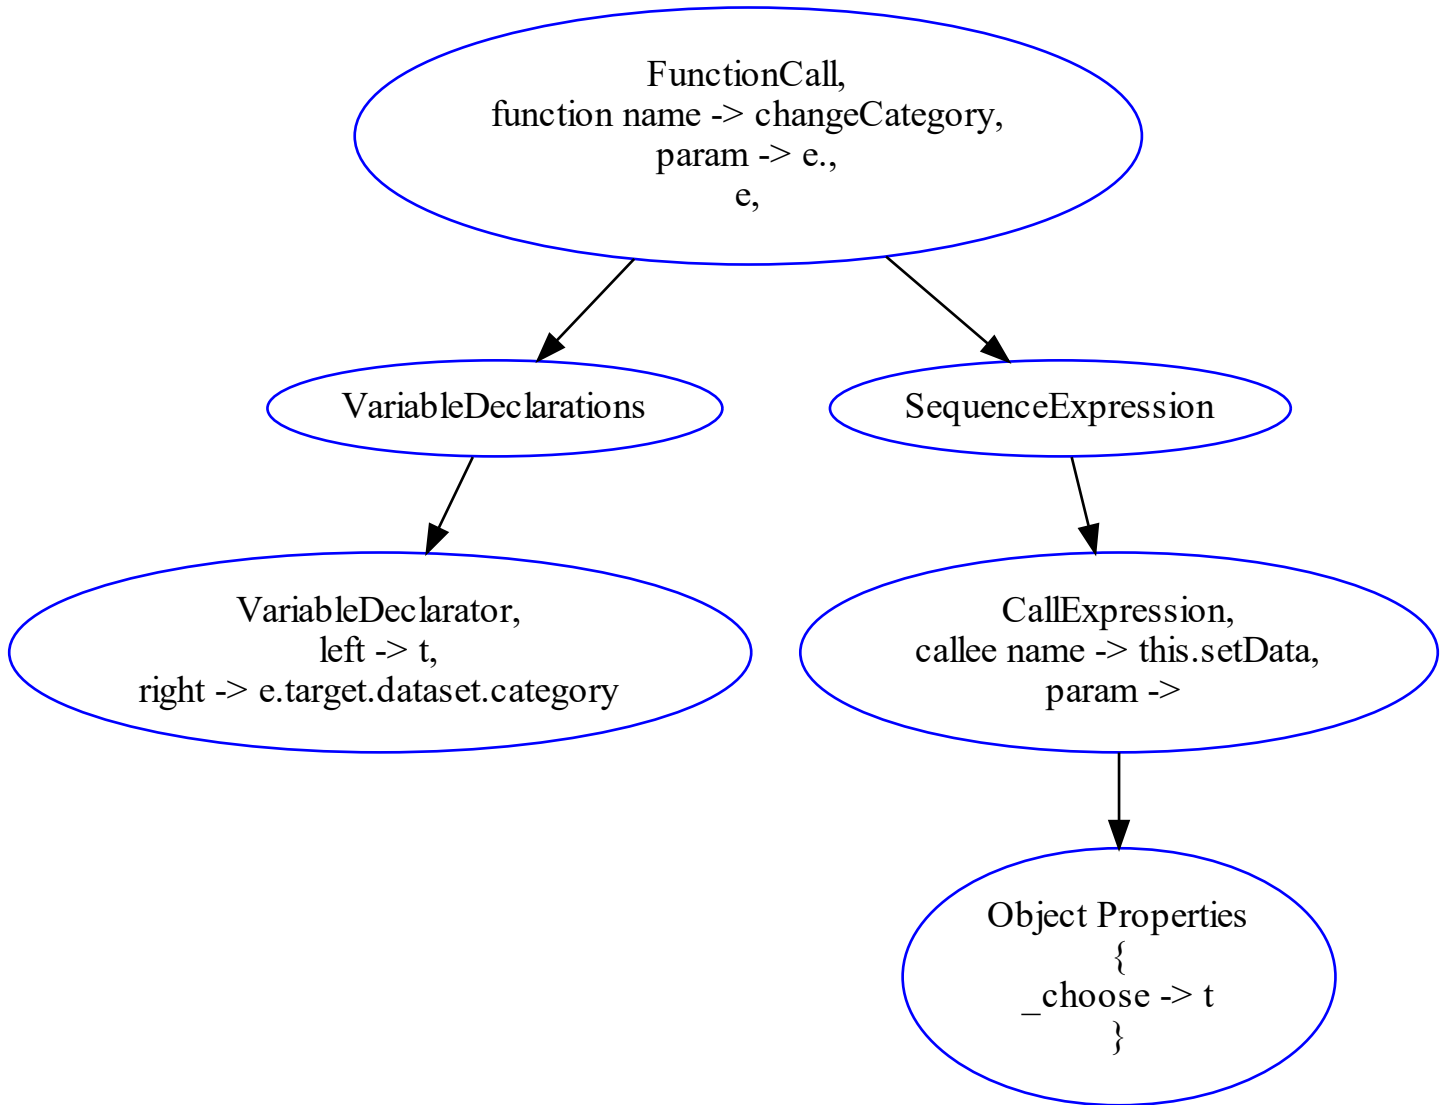 FunctionCall,
function name -> changeCategory,
param -> e.,
e,
VariableDeclarations
SequenceExpression
VariableDeclarator,
left -> t,
right -> e.target.dataset.category
CallExpression,
callee name -> this.setData,
param ->
Object Properties
{
_choose -> t
}